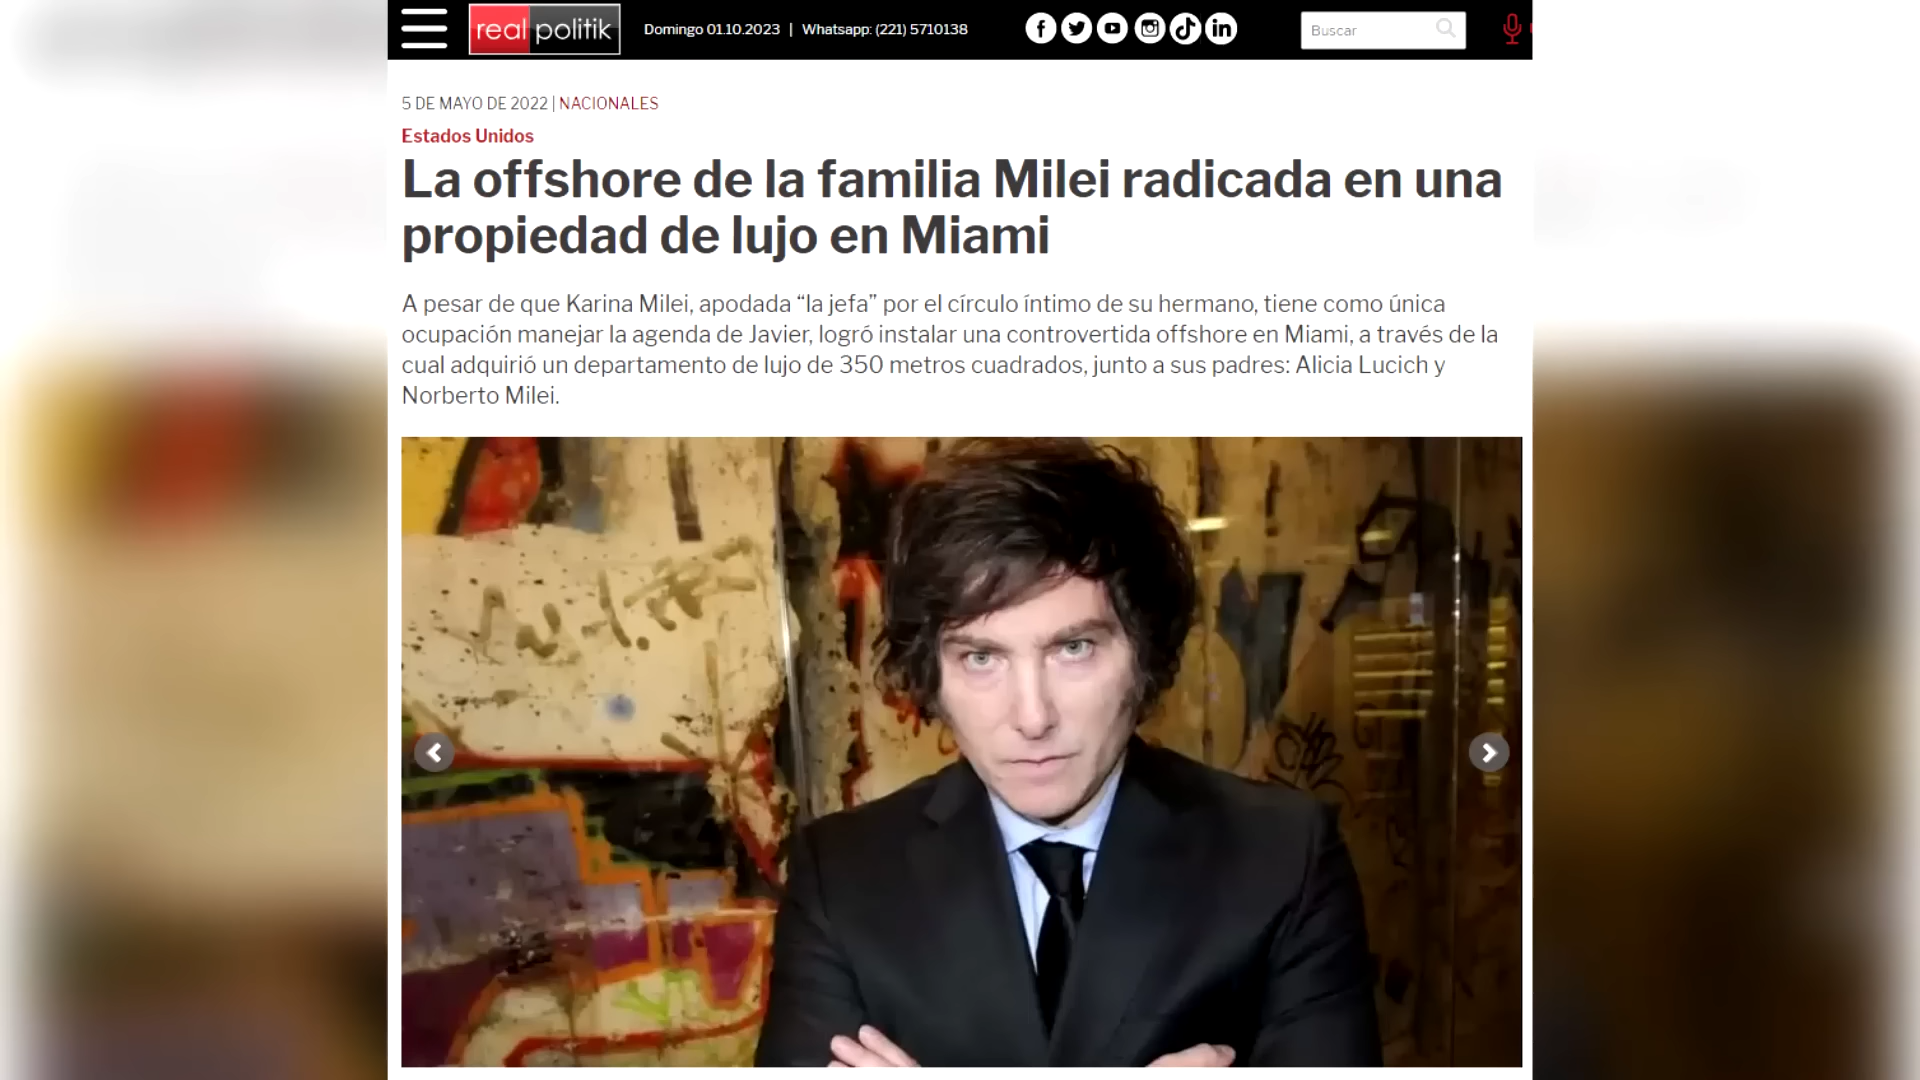 real politik
Domingo 01.10.2023 | Whatsapp: (221) 5710138
Buscar
5 DE MAYO DE 2022 | NACIONALES
Estados Unidos
La offshore de la familia Milei radicada en una
propiedad de lujo en Miami
A pesar de que Karina Milei, apodada “la jefa” por el círculo íntimo de su hermano, tiene como única
ocupación manejar la agenda de Javier, logró instalar una controvertida offshore en Miami, a través de la
cual adquirió un departamento de lujo de 350 metros cuadrados, junto a sus padres: Alicia Lucich y
Norberto Milei.